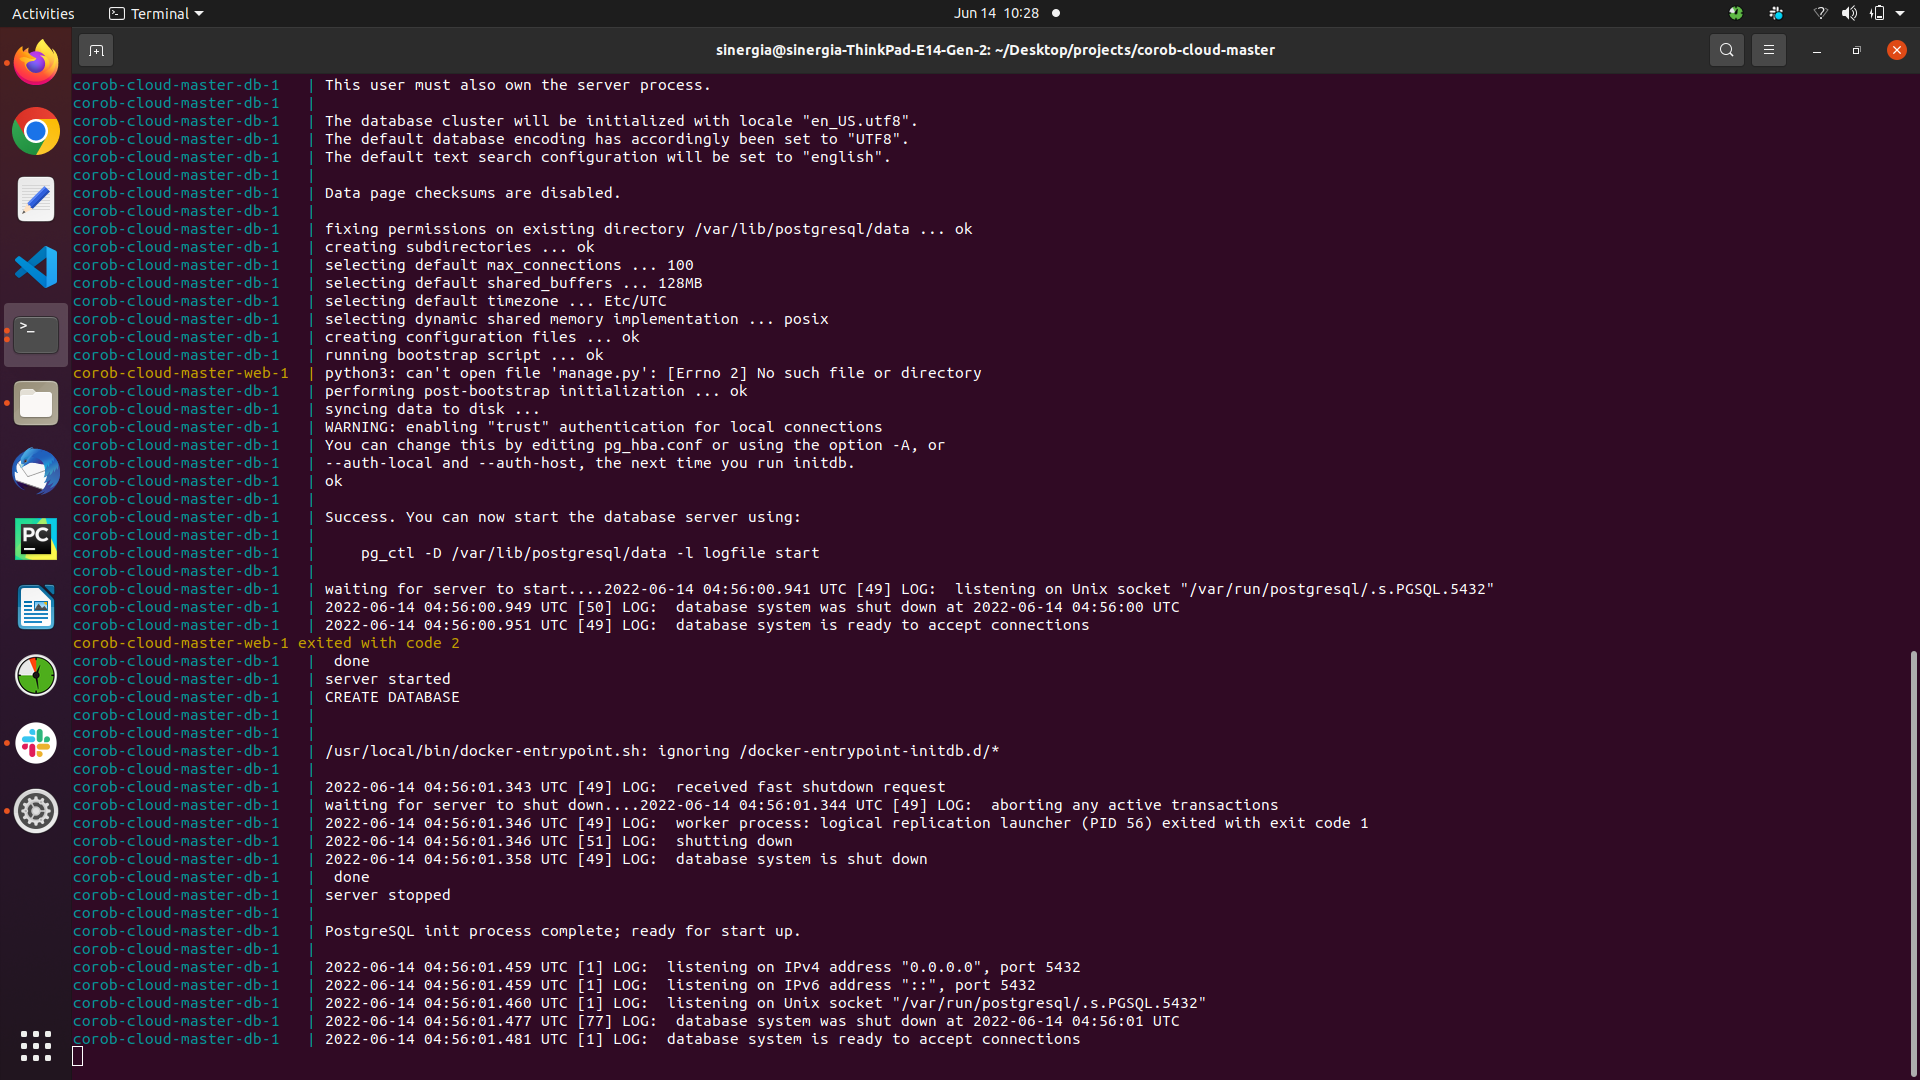 Activities
Terminal
Jun 14 10:28
sinergia@sinergia-ThinkPad-E14-Gen-2: ~/Desktop/projects/corob-cloud-master
corob-cloud-master-db-1 | This user must also own the server process.
corob-cloud-master-db-1 |
corob-cloud-master-db-1 | The database cluster will be initialized with locale "en_US.utf8".
corob-cloud-master-db-1 | The default database encoding has accordingly been set to "UTF8".
corob-cloud-master-db-1 | The default text search configuration will be set to "english".
corob-cloud-master-db-1 |
corob-cloud-master-db-1 | Data page checksums are disabled.
corob-cloud-master-db-1 |
corob-cloud-master-db-1 | fixing permissions on existing directory /var/lib/postgresql/data ... ok
corob-cloud-master-db-1 | creating subdirectories ... ok
corob-cloud-master-db-1 | selecting default max_connections ... 100
corob-cloud-master-db-1 | selecting default shared_buffers ... 128MB
corob-cloud-master-db-1 | selecting default timezone ... Etc/UTC
corob-cloud-master-db-1 | selecting dynamic shared memory implementation ... posix
corob-cloud-master-db-1 | creating configuration files ... ok
corob-cloud-master-db-1 | running bootstrap script ... ok
corob-cloud-master-web-1 | python3: can't open file 'manage.py': [Errno 2] No such file or directory
corob-cloud-master-db-1 | performing post-bootstrap initialization ... ok
corob-cloud-master-db-1 | syncing data to disk ...
corob-cloud-master-db-1 | WARNING: enabling "trust" authentication for local connections
corob-cloud-master-db-1 | You can change this by editing pg_hba.conf or using the option -A, or
corob-cloud-master-db-1 | --auth-local and --auth-host, the next time you run initdb.
corob-cloud-master-db-1 | ok
corob-cloud-master-db-1 |
corob-cloud-master-db-1 | Success. You can now start the database server using:
corob-cloud-master-db-1 |
corob-cloud-master-db-1 |     pg_ctl -D /var/lib/postgresql/data -l logfile start
corob-cloud-master-db-1 |
corob-cloud-master-db-1 | waiting for server to start....2022-06-14 04:56:00.941 UTC [49] LOG:  listening on Unix socket "/var/run/postgresql/.s.PGSQL.5432"
corob-cloud-master-db-1 | 2022-06-14 04:56:00.949 UTC [50] LOG:  database system was shut down at 2022-06-14 04:56:00 UTC
corob-cloud-master-db-1 | 2022-06-14 04:56:00.951 UTC [49] LOG:  database system is ready to accept connections
corob-cloud-master-web-1 exited with code 2
corob-cloud-master-db-1 |  done
corob-cloud-master-db-1 | server started
corob-cloud-master-db-1 | CREATE DATABASE
corob-cloud-master-db-1 |
corob-cloud-master-db-1 |
corob-cloud-master-db-1 | /usr/local/bin/docker-entrypoint.sh: ignoring /docker-entrypoint-initdb.d/*
corob-cloud-master-db-1 |
corob-cloud-master-db-1 | 2022-06-14 04:56:01.343 UTC [49] LOG:  received fast shutdown request
corob-cloud-master-db-1 | waiting for server to shut down....2022-06-14 04:56:01.344 UTC [49] LOG:  aborting any active transactions
corob-cloud-master-db-1 | 2022-06-14 04:56:01.346 UTC [49] LOG:  worker process: logical replication launcher (PID 56) exited with exit code 1
corob-cloud-master-db-1 | 2022-06-14 04:56:01.346 UTC [51] LOG:  shutting down
corob-cloud-master-db-1 | 2022-06-14 04:56:01.358 UTC [49] LOG:  database system is shut down
corob-cloud-master-db-1 |  done
corob-cloud-master-db-1 | server stopped
corob-cloud-master-db-1 |
corob-cloud-master-db-1 | PostgreSQL init process complete; ready for start up.
corob-cloud-master-db-1 |
corob-cloud-master-db-1 | 2022-06-14 04:56:01.459 UTC [1] LOG:  listening on IPv4 address "0.0.0.0", port 5432
corob-cloud-master-db-1 | 2022-06-14 04:56:01.459 UTC [1] LOG:  listening on IPv6 address "::", port 5432
corob-cloud-master-db-1 | 2022-06-14 04:56:01.460 UTC [1] LOG:  listening on Unix socket "/var/run/postgresql/.s.PGSQL.5432"
corob-cloud-master-db-1 | 2022-06-14 04:56:01.477 UTC [77] LOG:  database system was shut down at 2022-06-14 04:56:01 UTC
corob-cloud-master-db-1 | 2022-06-14 04:56:01.481 UTC [1] LOG:  database system is ready to accept connections
>_
PC